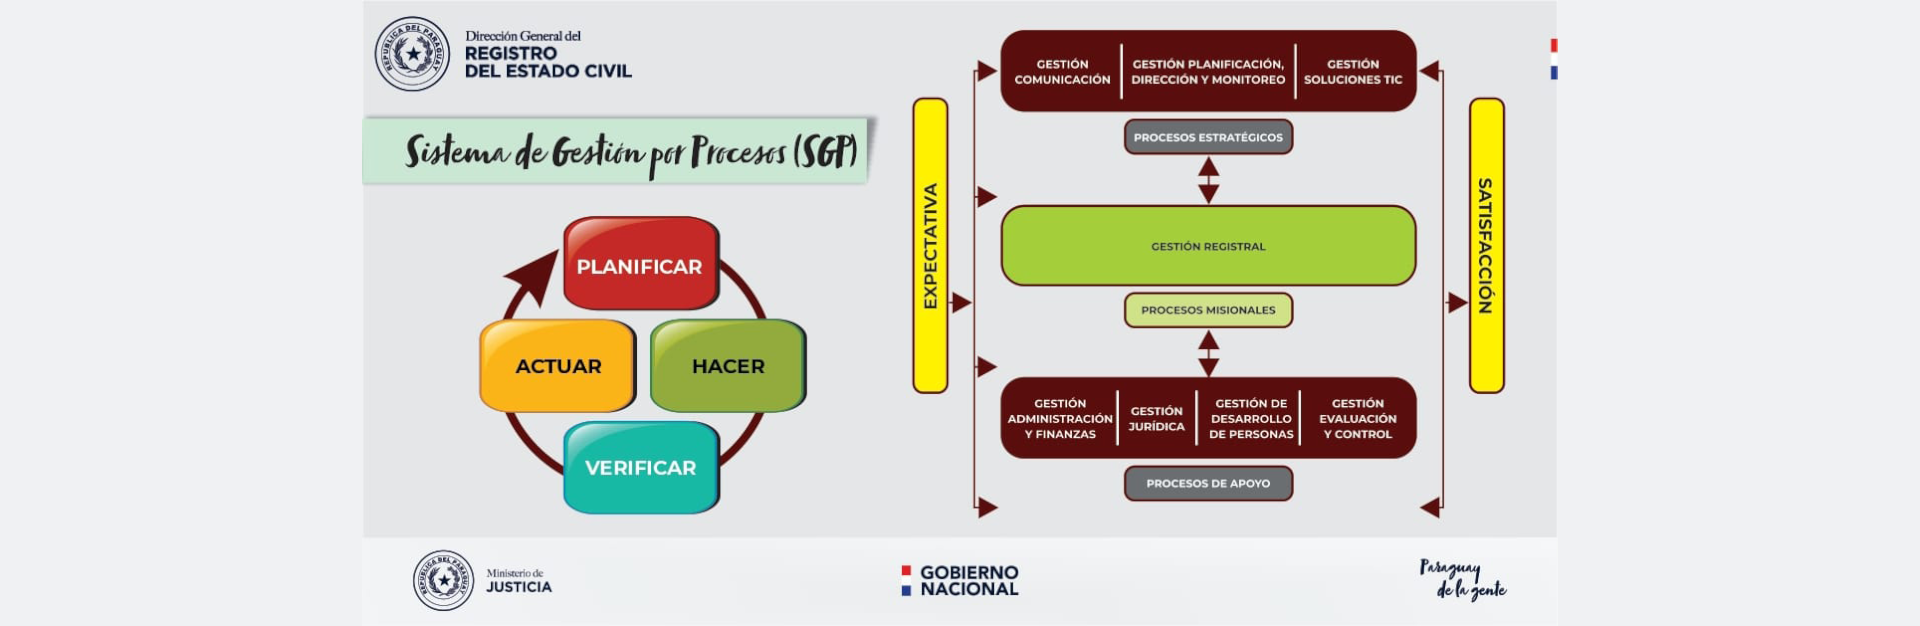 REPÚBLICA DEL PARAGUAY
Dirección General del
REGISTRO
DEL ESTADO CIVIL
Sistema de Gestión por Procesos (SGP)
PLANIFICAR
ACTUAR
HACER
VERIFICAR
EXPECTATIVA
GESTIÓN
COMUNICACIÓN
GESTIÓN PLANIFICACIÓN,
DIRECCIÓN Y MONITOREO
GESTIÓN
SOLUCIONES TIC
PROCESOS ESTRATÉGICOS
GESTIÓN REGISTRAL
PROCESOS MISIONALES
GESTIÓN
ADMINISTRACIÓN
Y FINANZAS
GESTIÓN
JURÍDICA
GESTIÓN DE
DESARROLLO
DE PERSONAS
GESTIÓN
EVALUACIÓN
Y CONTROL
PROCESOS DE APOYO
SATISFACCIÓN
REPÚBLICA DEL PARAGUAY
Ministerio de
JUSTICIA
GOBIERNO
NACIONAL
Paraguay
de la gente